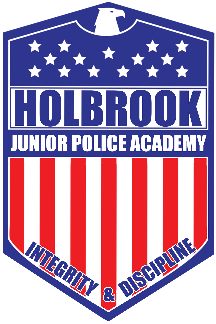 HOLBROOK
JUNIOR POLICE ACADEMY
INTEGRITY & DISCIPLINE